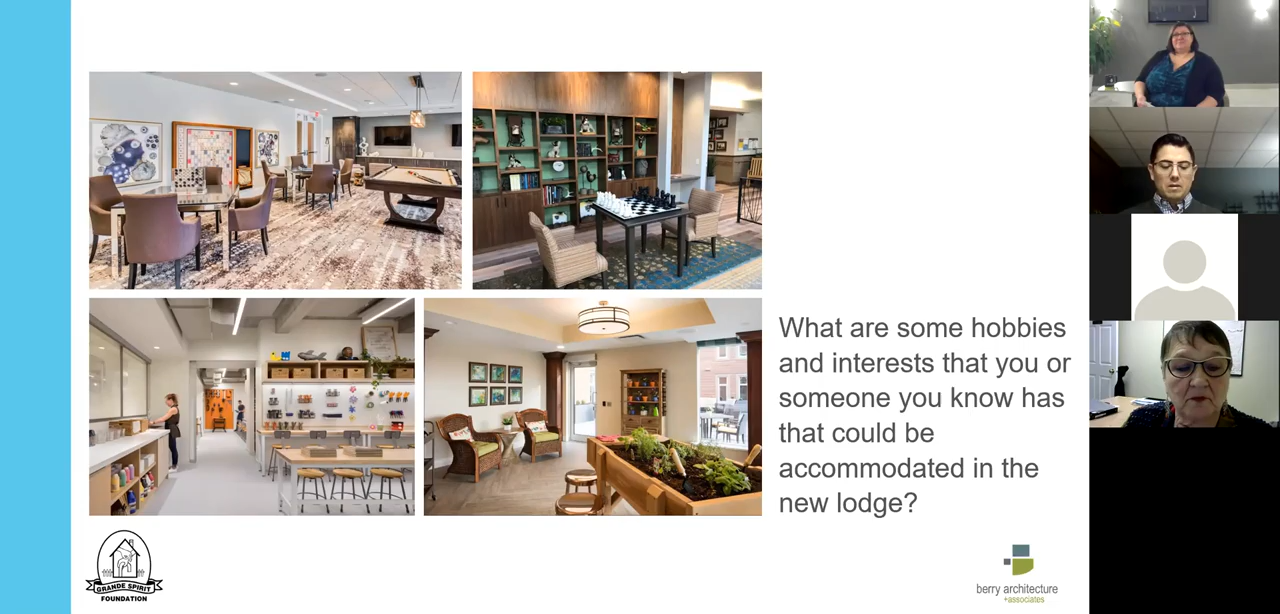 What are some hobbies
and interests that you or
someone you know has
that could be
accommodated in the
new lodge?
GRANDE SPIRIT
FOUNDATION
berry architecture
+associates